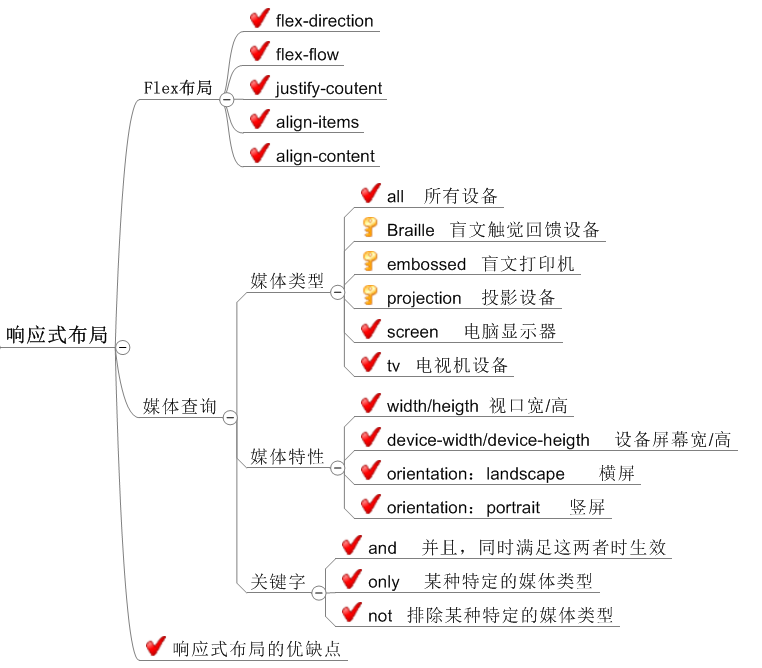 响应式布局
Flex布局
flex-direction
flex-flow
justify-coutent
align-items
align-content
媒体查询
媒体类型
all 所有设备
Braille 盲文触觉回馈设备
embossed 盲文打印机
projection 投影设备
screen 电脑显示器
tv 电视机设备
媒体特性
width/heigth 视口宽/高
device-width/device-heigth 设备屏幕宽/高
orientation：landscape 横屏
orientation：portrait 竖屏
关键字
and 并且，同时满足这两者时生效
only 某种特定的媒体类型
not 排除某种特定的媒体类型
响应式布局的优缺点